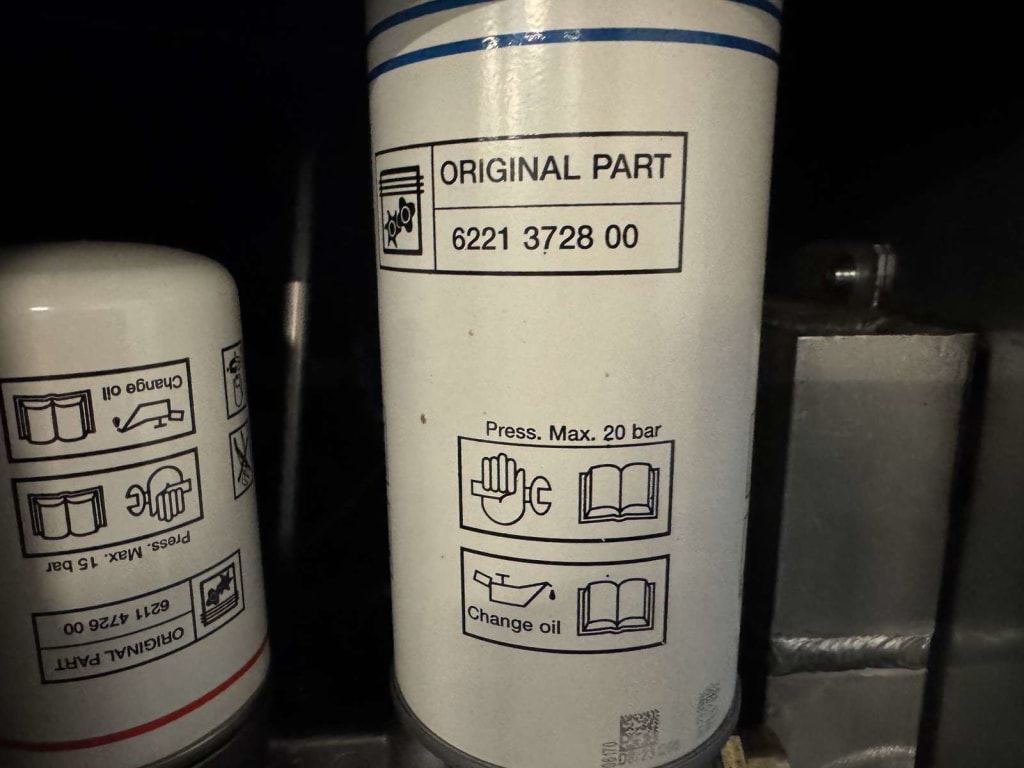 ORIGINAL PART
6221 3728 00
Press. Max. 20 bar
Change oil
Change oil
Press. Max. 15 bar
6211 4726 00
ORIGINAL PART